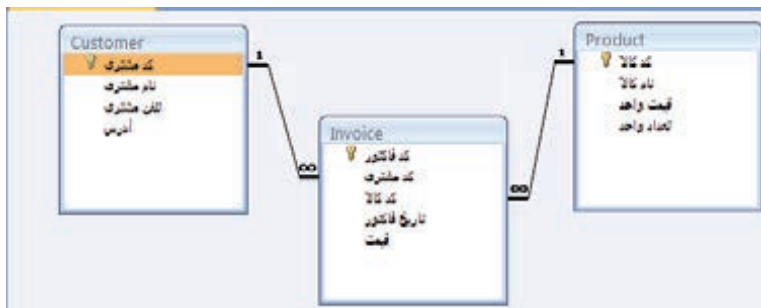 Customer
کد مشتری
نام مشتری
تلفن مشتری
آدرس
1
∞
Invoice
کد فاکتور
کد مشتری
کد کالا
تاریخ فاکتور
قیمت
1
∞
Product
کد کالا
نام کالا
قیمت واحد
تعداد واحد